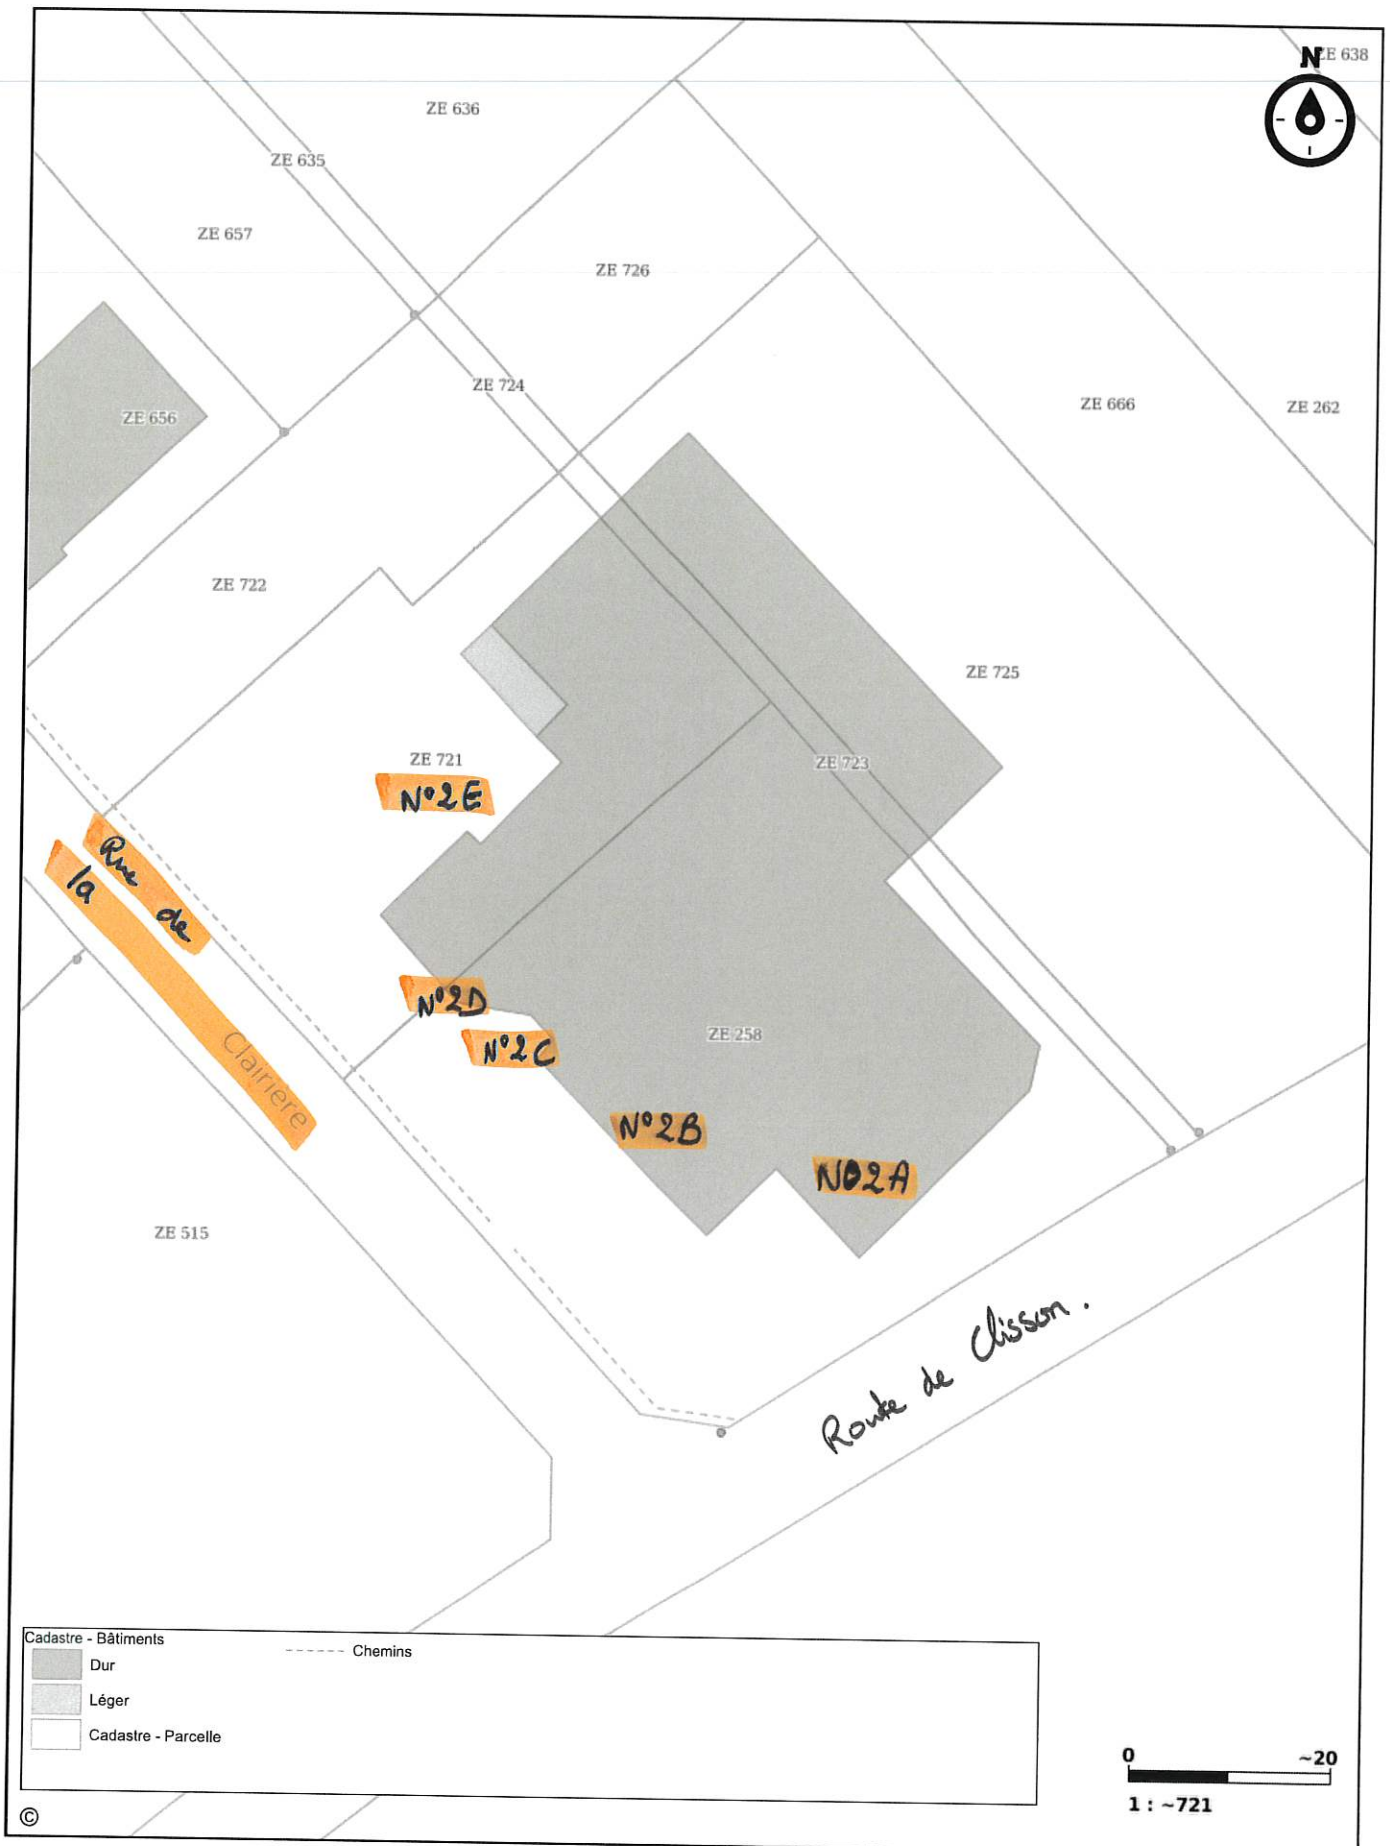 N
ZE 638
ZE 636
ZE 635
ZE 657
ZE 726
ZE 724
ZE 656
ZE 666
ZE 262
ZE 722
ZE 725
ZE 721
ZE 723
N°2E
Rue de
la
Clairière
N°2D
N°2C
ZE 258
N°2B
N°2A
ZE 515
Route de Clisson.
Cadastre - Bâtiments
Dur
Léger
Cadastre - Parcelle
Chemins
0 ~20
1 : ~721
©